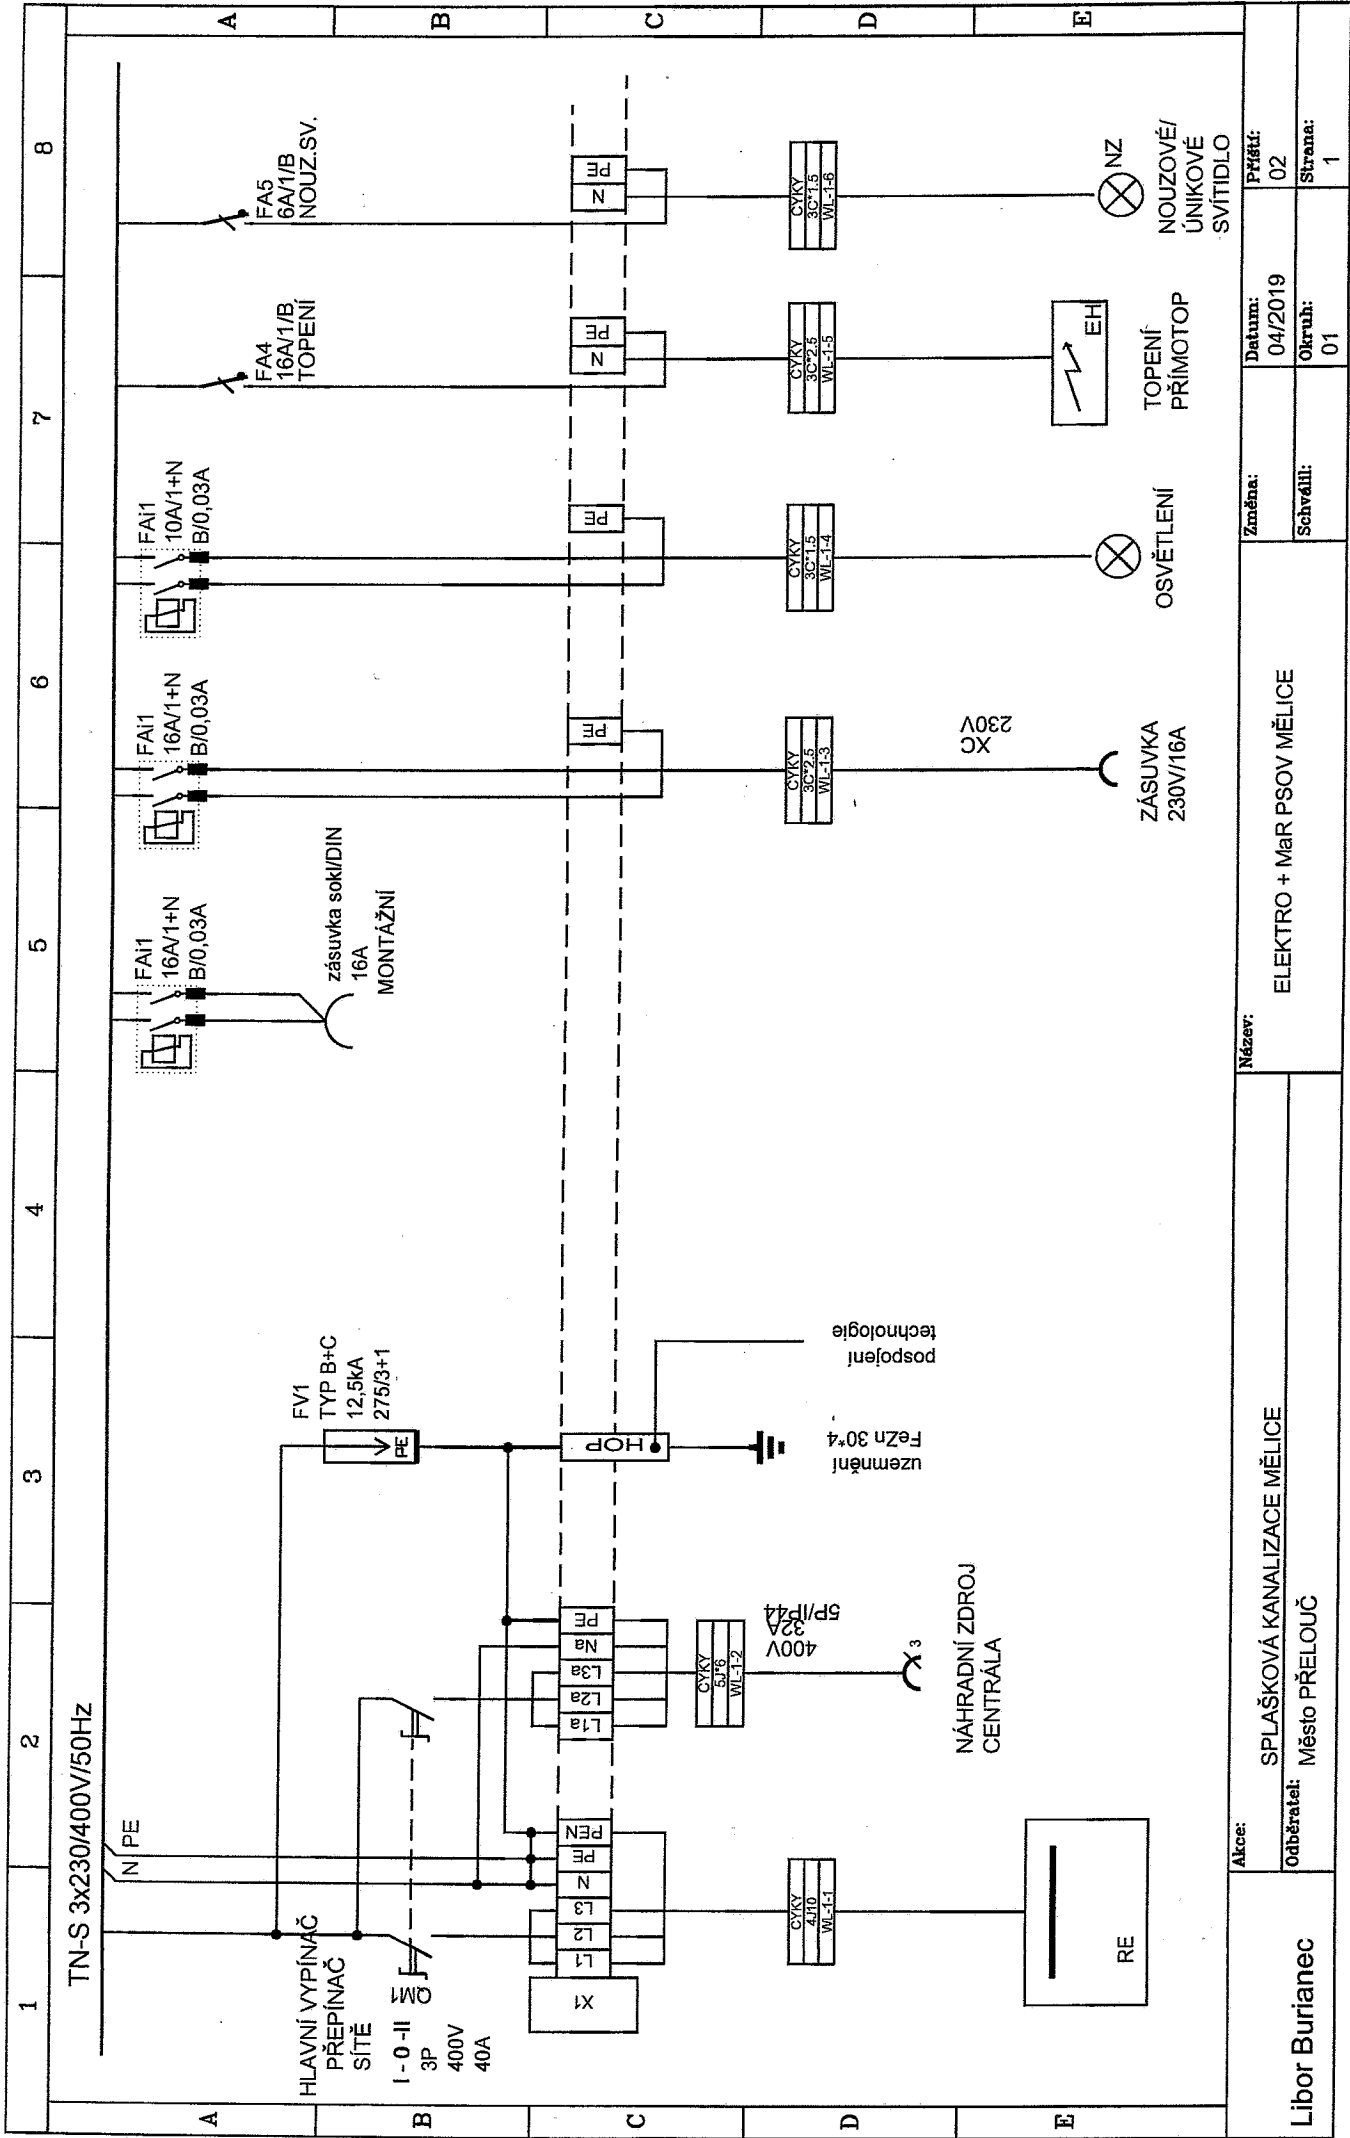 1 2 3 4 5 6 7 8
A
B
C
D
E
A
B
C
D
E
TN-S 3x230/400V/50Hz
N
PE
HLAVNÍ VYPÍNAČ
PŘEPÍNAČ
SÍTĚ
I - 0 -II
3P
400V
40A
QM1
X1
L1
L2
L3
N
PE
PEN
CYKY
4J10
WL-1-1
RE
L1a
L2a
L3a
Na
PE
CYKY
5J*6
WL-1-2
400V
32A
5P/IP44
3
NÁHRADNÍ ZDROJ
CENTRÁLA
FV1
TYP B+C
12,5kA
275/3+1
PE
HOP
uzemnění
FeZn 30*4
pospojení
technologie
FAi1
16A/1+N
B/0,03A
zásuvka sokl/DIN
16A
MONTÁŽNÍ
FAi1
16A/1+N
B/0,03A
PE
CYKY
3C*2.5
WL-1-3
XC
230V
ZÁSUVKA
230V/16A
FAi1
10A/1+N
B/0,03A
PE
CYKY
3C*1.5
WL-1-4
OSVĚTLENÍ
FA4
16A/1/B
TOPENÍ
N
PE
CYKY
3C*2.5
WL-1-5
EH
TOPENÍ
PŘÍMOTOP
FA5
6A/1/B
NOUZ.SV.
N
PE
CYKY
3C*1.5
WL-1-6
NZ
NOUZOVÉ/
ÚNIKOVÉ
SVÍTIDLO
Libor Burianec
Akce:
SPLAŠKOVÁ KANALIZACE MĚLICE
Odběratel: Město PŘELOUČ
Název:
ELEKTRO + MaR PSOV MĚLICE
Změna:
Schválil:
Datum:
04/2019
Okruh:
01
Příští:
02
Strana:
1